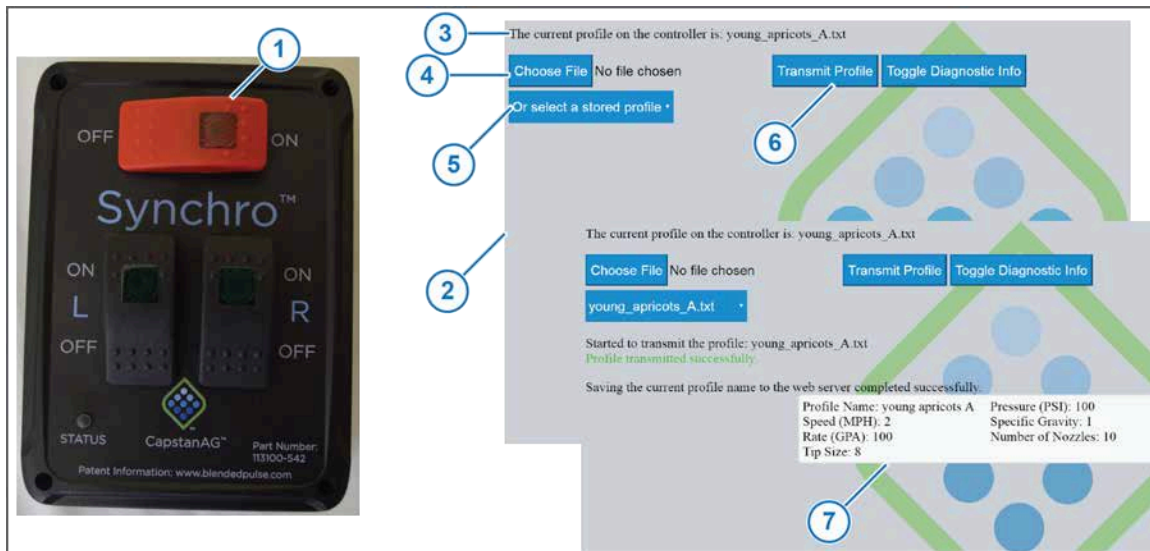 1
OFF
ON
Synchro™
ON
ON
L
R
OFF
OFF
STATUS
CapstanAG™
Part Number:
113100-542
Patent Information: www.blendedpulse.com
3
The current profile on the controller is: young_apricots_A.txt
4
Choose File No file chosen
Transmit Profile
Toggle Diagnostic Info
5
Or select a stored profile
6
2
The current profile on the controller is: young_apricots_A.txt
Choose File No file chosen
Transmit Profile
Toggle Diagnostic Info
young_apricots_A.txt
Started to transmit the profile: young_apricots_A.txt
Profile transmitted successfully.
Saving the current profile name to the web server completed successfully.
Profile Name: young apricots A Pressure (PSI): 100
Speed (MPH): 2 Specific Gravity: 1
Rate (GPA): 100 Number of Nozzles: 10
Tip Size: 8
7